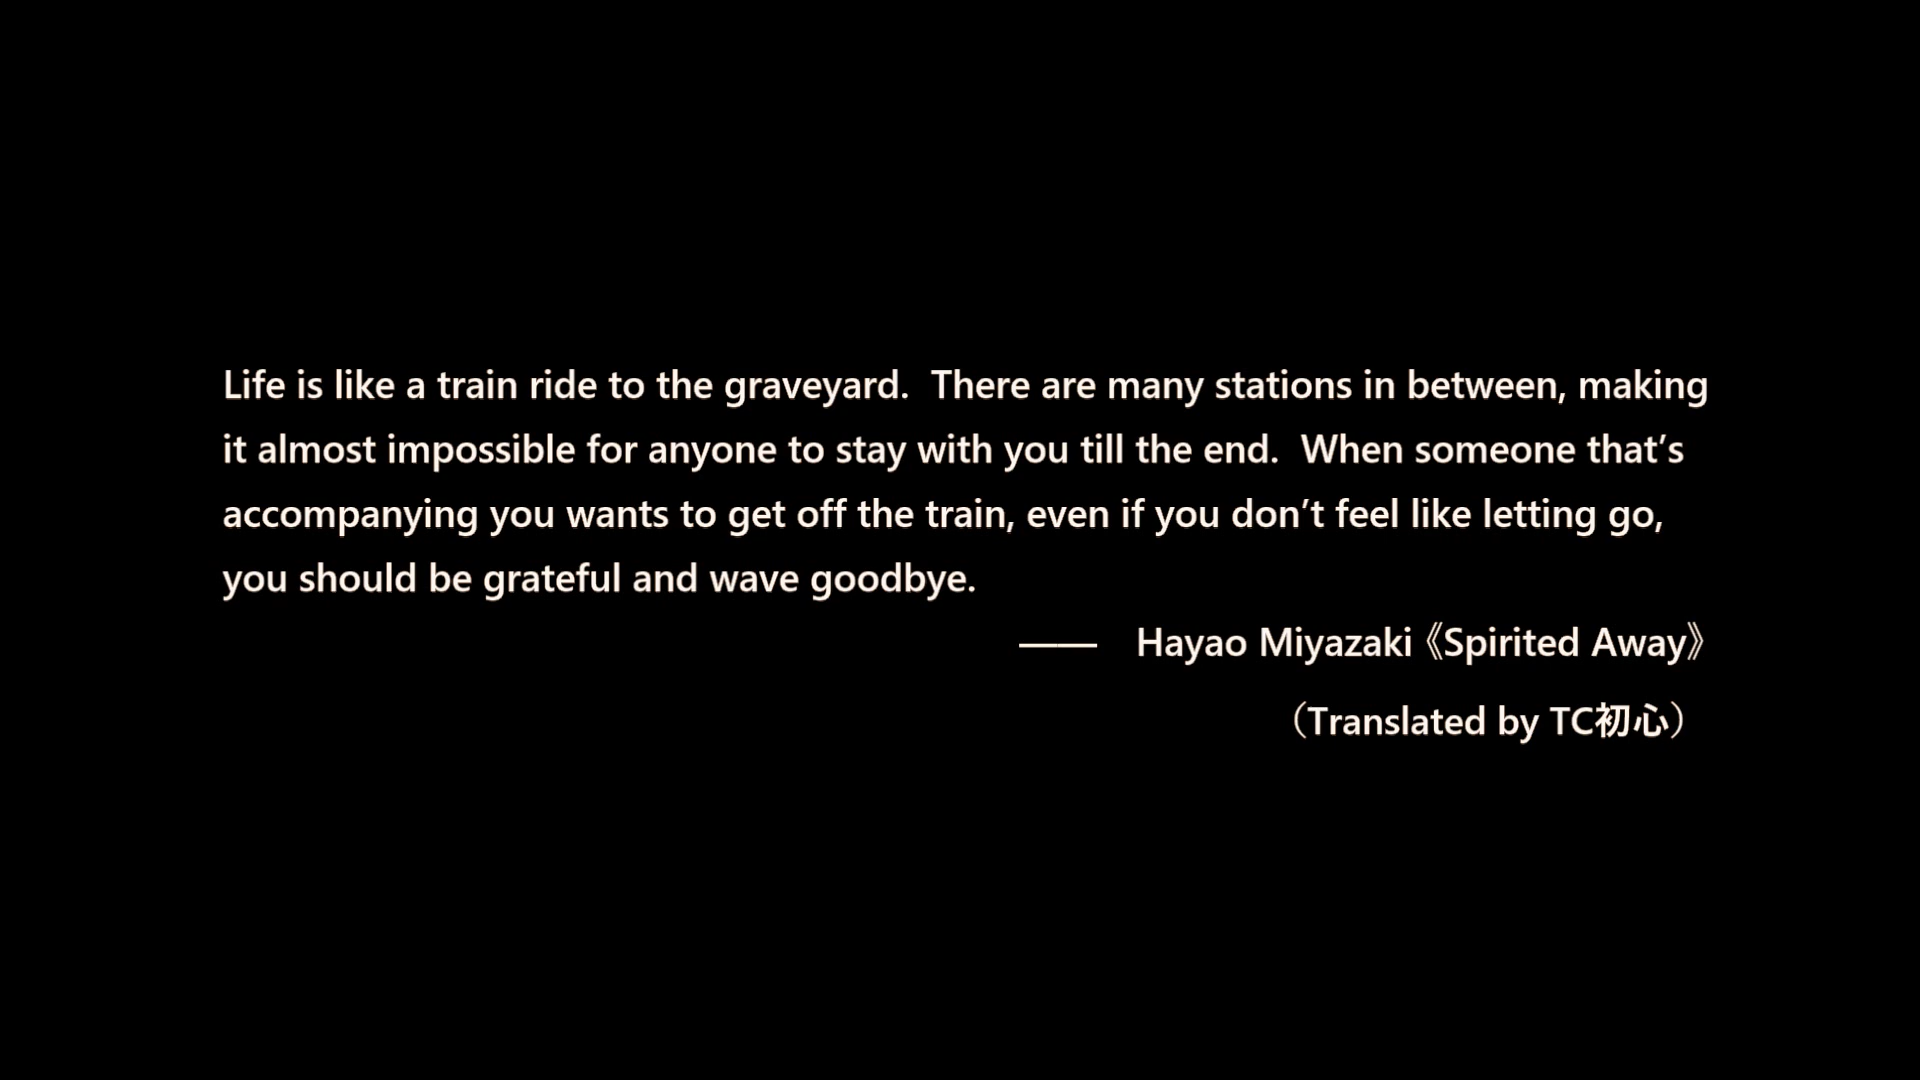 Life is like a train ride to the graveyard.  There are many stations in between, making
it almost impossible for anyone to stay with you till the end.  When someone that’s
accompanying you wants to get off the train, even if you don’t feel like letting go,
you should be grateful and wave goodbye.
——　Hayao Miyazaki《Spirited Away》
（Translated by TC初心）